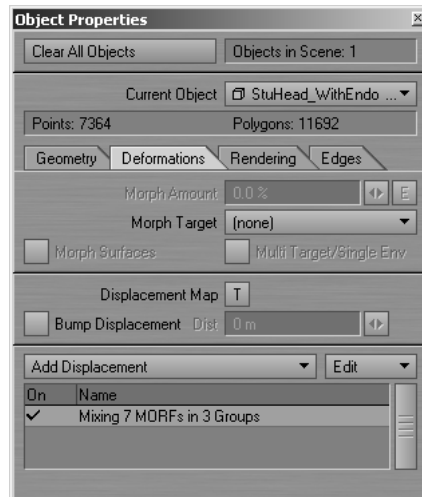 Object Properties
Clear All Objects Objects in Scene: 1
Current Object StuHead_WithEndo ...
Points: 7364 Polygons: 11692
Geometry Deformations Rendering Edges
Morph Amount 0.0 % E
Morph Target (none)
Morph Surfaces Multi Target/Single Env
Displacement Map T
Bump Displacement Dist 0 m
Add Displacement Edit
On Name
Mixing 7 MORFs in 3 Groups